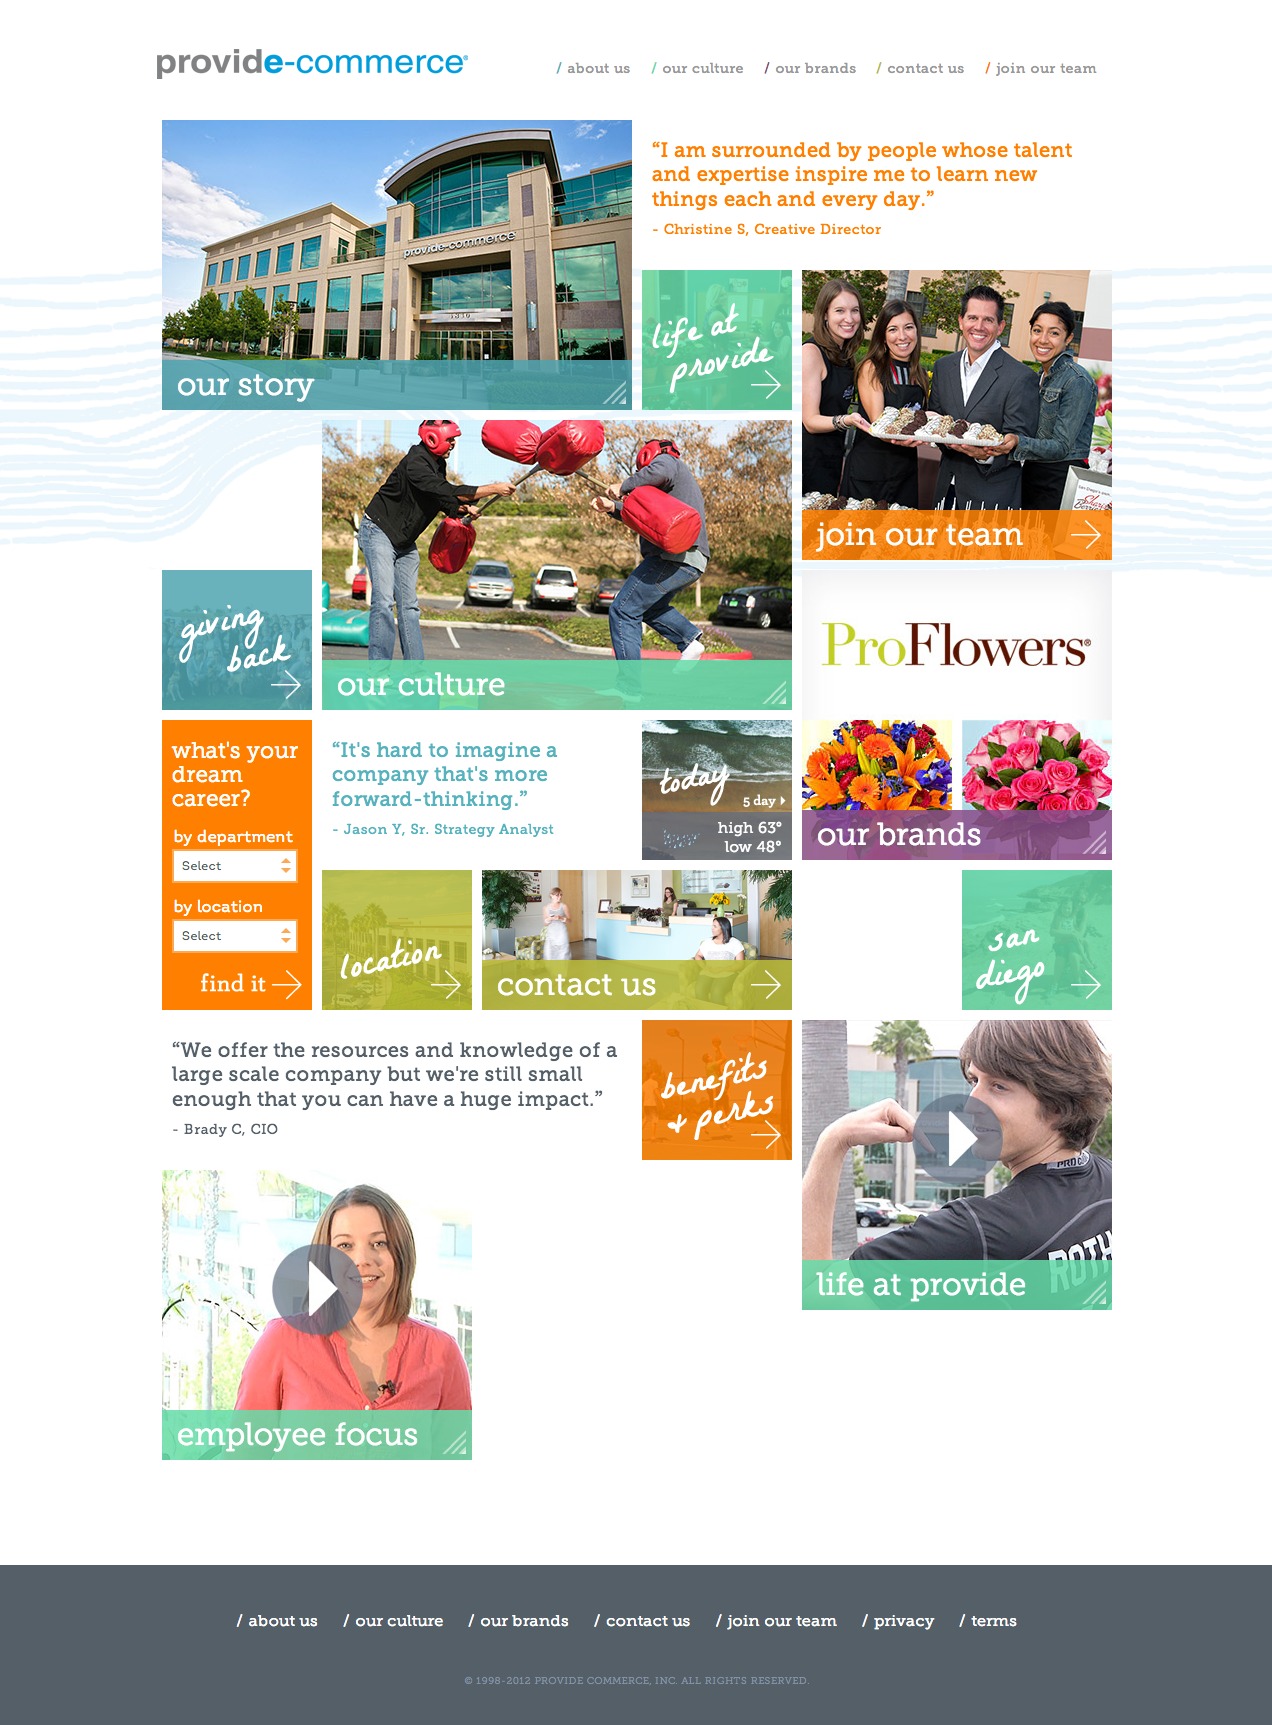 provide-commerce®
/ about us / our culture / our brands / contact us / join our team
“I am surrounded by people whose talent
and expertise inspire me to learn new
things each and every day.”
- Christine S, Creative Director
provide-commerce
our story
life at
provide
join our team
giving
back
our culture
ProFlowers®
what's your
dream
career?
by department
Select
by location
Select
find it
“It's hard to imagine a
company that's more
forward-thinking.”
- Jason Y, Sr. Strategy Analyst
today
5 day
high 63°
low 48°
our brands
location
contact us
san
diego
“We offer the resources and knowledge of a
large scale company but we're still small
enough that you can have a huge impact.”
- Brady C, CIO
benefits
& perks
ROTH
life at provide
employee focus
/ about us / our culture / our brands / contact us / join our team / privacy / terms
© 1998-2012 PROVIDE COMMERCE, INC. ALL RIGHTS RESERVED.